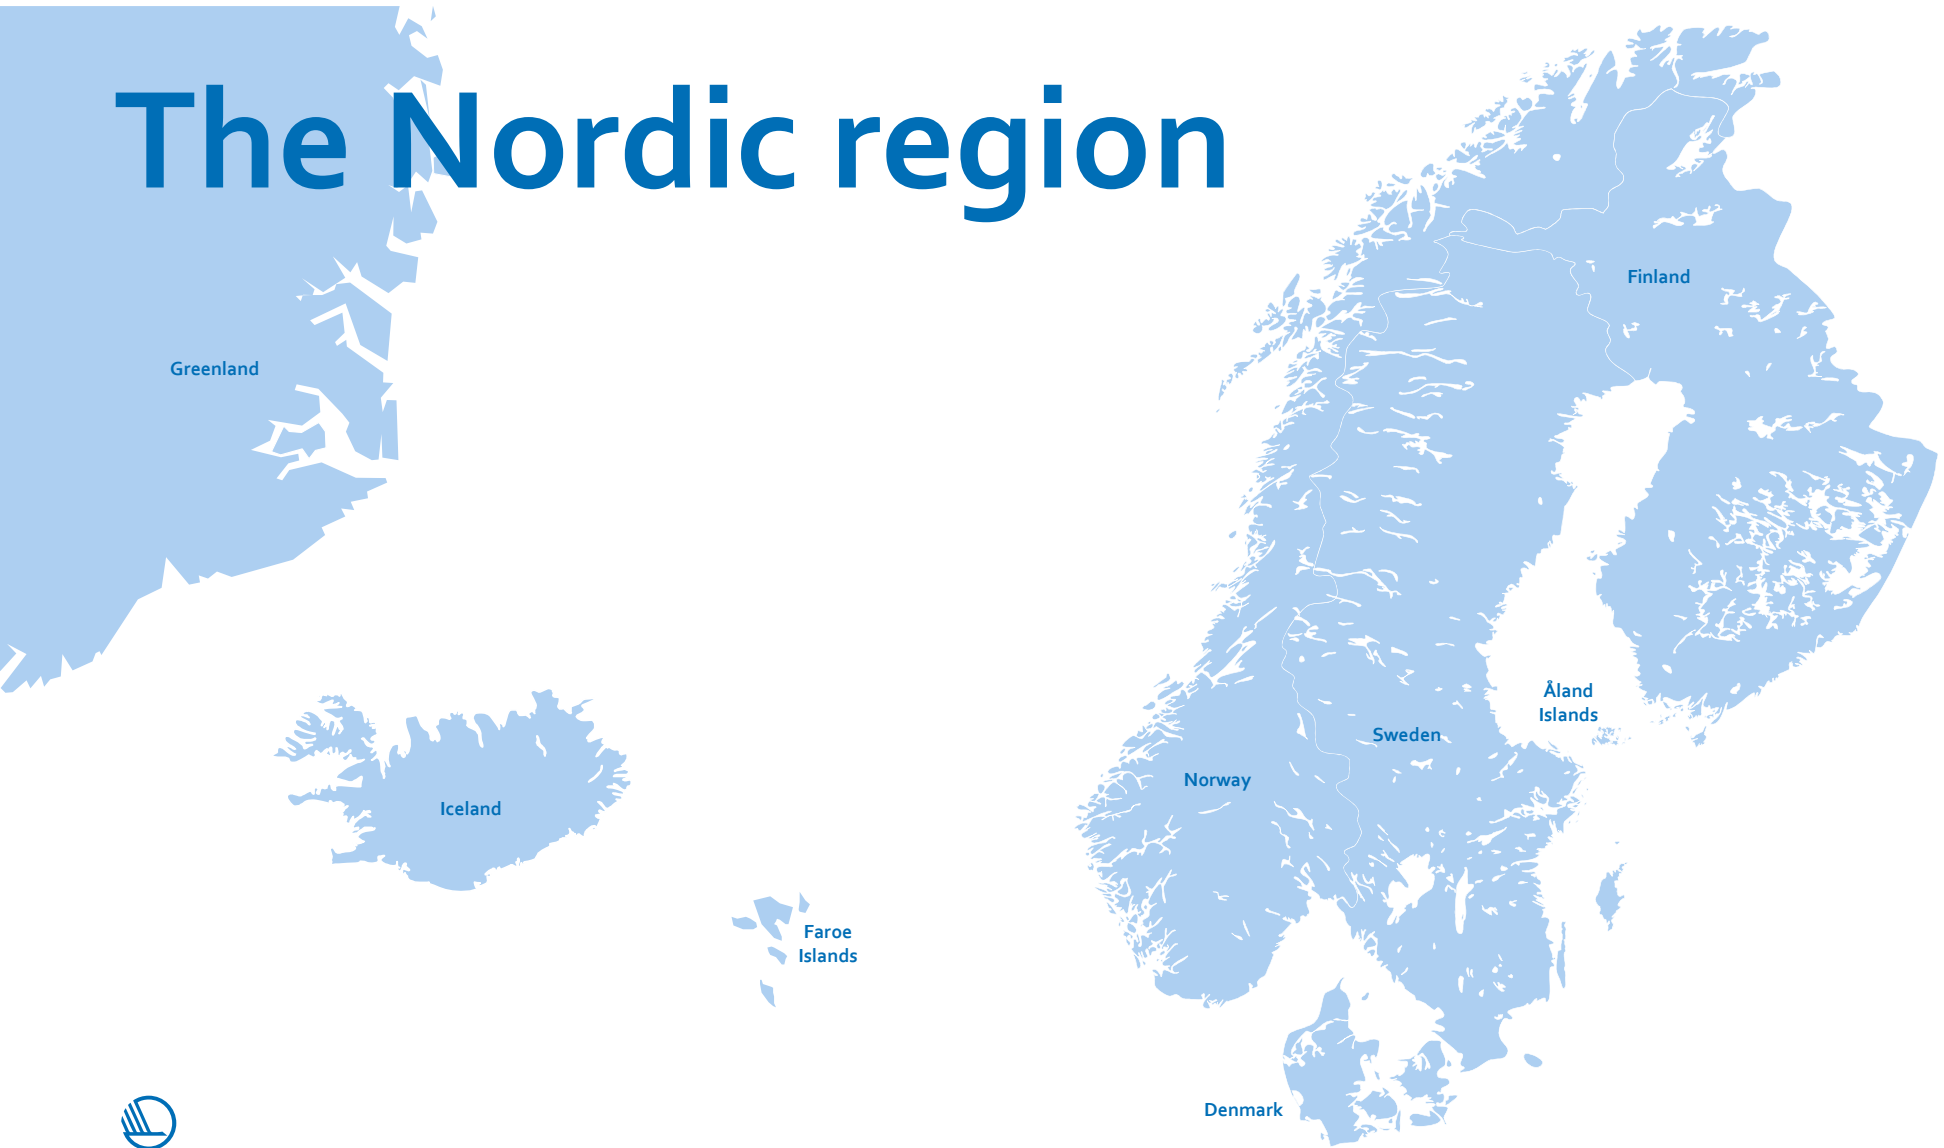 The Nordic region
Finland
Greenland
Åland
Islands
Sweden
Norway
Iceland
Faroe
Islands
Denmark